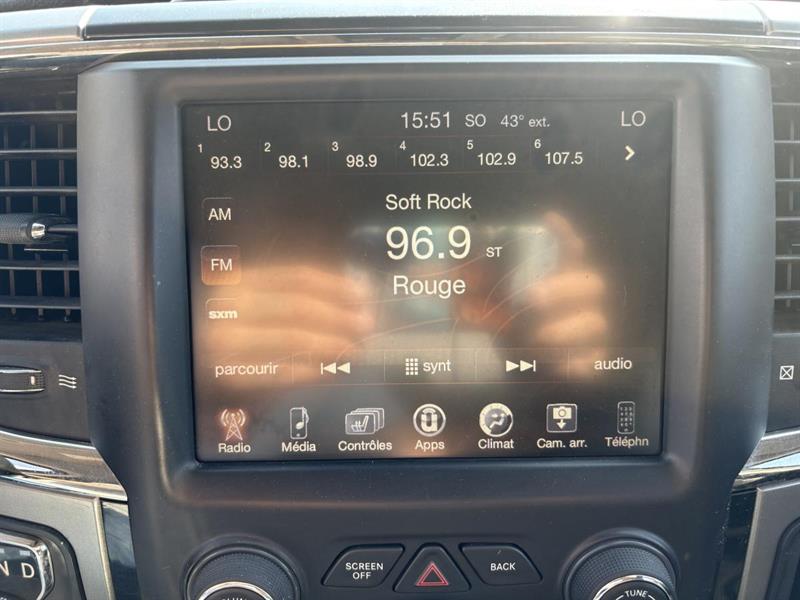 LO 15:51 SO 43° ext. LO
1 93.3 2 98.1 3 98.9 4 102.3 5 102.9 6 107.5
Soft Rock
AM
96.9 ST
FM
Rouge
sxm
parcourir synt audio
Radio Média Contrôles Apps Climat Cam. arr. Téléphn
N D
SCREEN OFF BACK
TUNE